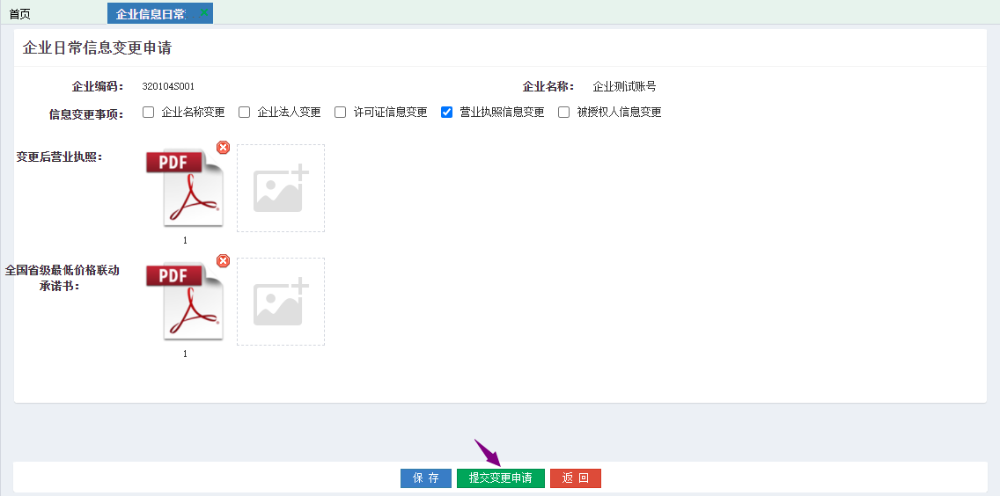 首页
企业信息日常
企业日常信息变更申请
企业编码： 320104S001 企业名称： 企业测试账号
信息变更事项： 企业名称变更 企业法人变更 许可证信息变更 营业执照信息变更 被授权人信息变更
变更后营业执照：
PDF
1
全国省级最低价格联动
承诺书：
PDF
1
保 存 提交变更申请 返 回